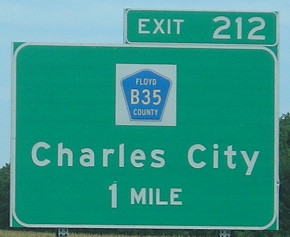 EXIT 212
FLOYD
B35
COUNTY
Charles City
1 MILE